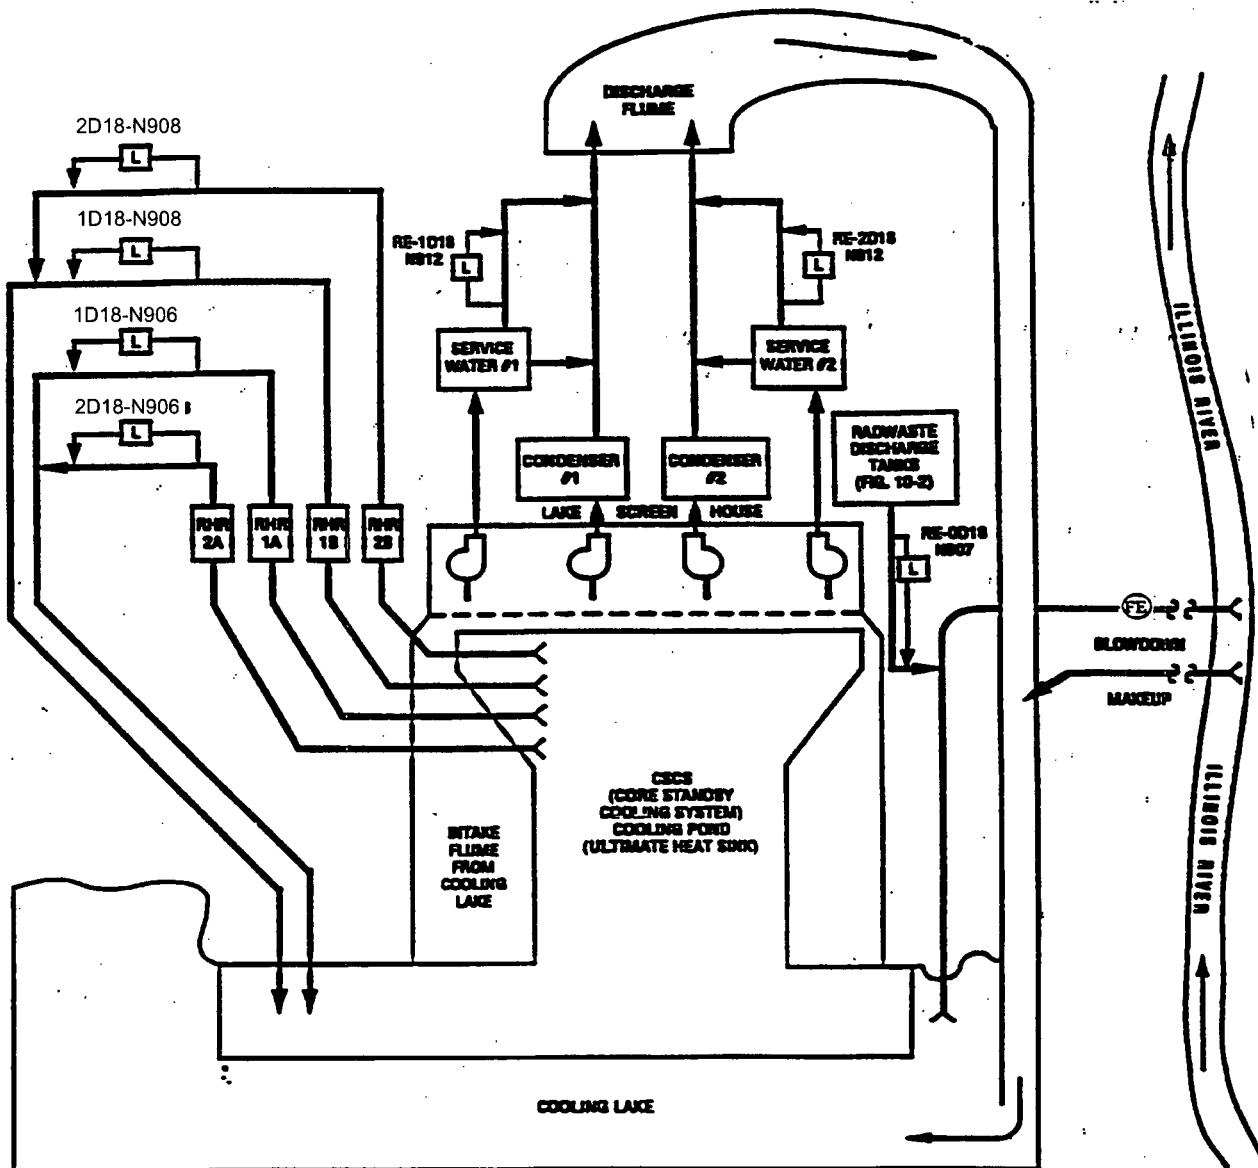 DISCHARGE
FLUME
2D18-N908
L
1D18-N908
L
1D18-N906
L
2D18-N906
L
RE-1D18
N912
L
RE-2D18
N912
L
SERVICE
WATER #1
SERVICE
WATER #2
CONDENSER
#1
CONDENSER
#2
RADWASTE
DISCHARGE
TANKS
(FIG. 10-2)
LAKE SCREEN HOUSE
RHR
2A
RHR
1A
RHR
1B
RHR
2B
RE-0D18
N907
L
FE
BLOWDOWN
MAKEUP
ILLINOIS RIVER
ILLINOIS RIVER
CSCS
(CORE STANDBY
COOLING SYSTEM)
COOLING POND
(ULTIMATE HEAT SINK)
INTAKE
FLUME
FROM
COOLING
LAKE
COOLING LAKE